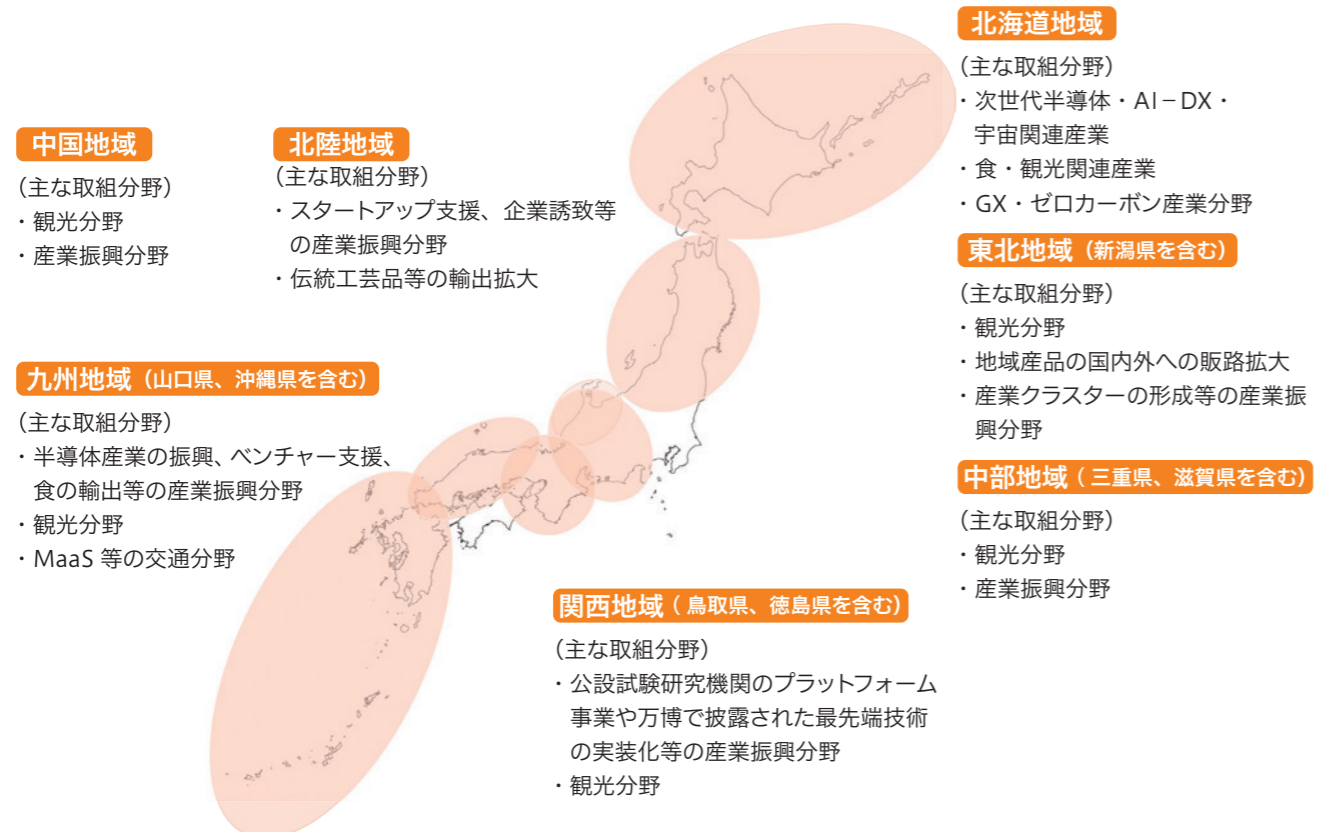 北海道地域
(主な取組分野)
・次世代半導体・AI−DX・
宇宙関連産業
・食・観光関連産業
・GX・ゼロカーボン産業分野
中国地域
(主な取組分野)
・観光分野
・産業振興分野
北陸地域
(主な取組分野)
・スタートアップ支援、企業誘致等
の産業振興分野
・伝統工芸品等の輸出拡大
東北地域(新潟県を含む)
(主な取組分野)
・観光分野
・地域産品の国内外への販路拡大
・産業クラスターの形成等の産業振
興分野
九州地域(山口県、沖縄県を含む)
(主な取組分野)
・半導体産業の振興、ベンチャー支援、
食の輸出等の産業振興分野
・観光分野
・MaaS 等の交通分野
中部地域(三重県、滋賀県を含む)
(主な取組分野)
・観光分野
・産業振興分野
関西地域(鳥取県、徳島県を含む)
(主な取組分野)
・公設試験研究機関のプラットフォーム
事業や万博で披露された最先端技術
の実装化等の産業振興分野
・観光分野